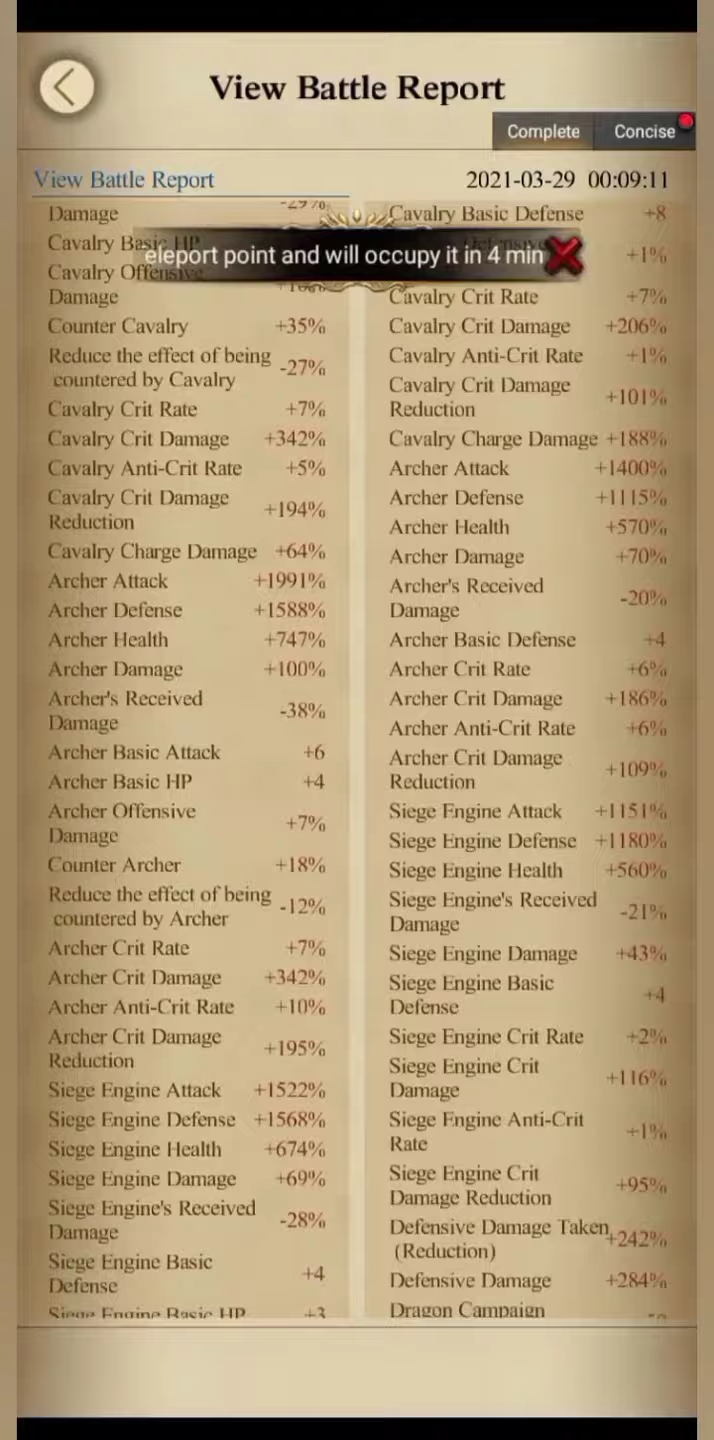 View Battle Report
Complete
Concise
View Battle Report
2021-03-29 00:09:11
eleport point and will occupy it in 4 min
Damage -29%
Cavalry Basic HP
Cavalry Offensive
Damage
Counter Cavalry +35%
Reduce the effect of being
countered by Cavalry -27%
Cavalry Crit Rate +7%
Cavalry Crit Damage +342%
Cavalry Anti-Crit Rate +5%
Cavalry Crit Damage
Reduction +194%
Cavalry Charge Damage +64%
Archer Attack +1991%
Archer Defense +1588%
Archer Health +747%
Archer Damage +100%
Archer's Received
Damage -38%
Archer Basic Attack +6
Archer Basic HP +4
Archer Offensive
Damage +7%
Counter Archer +18%
Reduce the effect of being
countered by Archer -12%
Archer Crit Rate +7%
Archer Crit Damage +342%
Archer Anti-Crit Rate +10%
Archer Crit Damage
Reduction +195%
Siege Engine Attack +1522%
Siege Engine Defense +1568%
Siege Engine Health +674%
Siege Engine Damage +69%
Siege Engine's Received
Damage -28%
Siege Engine Basic
Defense +4
Siege Engine Basic HP +3
Cavalry Basic Defense +8
+1%
Cavalry Crit Rate +7%
Cavalry Crit Damage +206%
Cavalry Anti-Crit Rate +1%
Cavalry Crit Damage
Reduction +101%
Cavalry Charge Damage +188%
Archer Attack +1400%
Archer Defense +1115%
Archer Health +570%
Archer Damage +70%
Archer's Received
Damage -20%
Archer Basic Defense +4
Archer Crit Rate +6%
Archer Crit Damage +186%
Archer Anti-Crit Rate +6%
Archer Crit Damage
Reduction +109%
Siege Engine Attack +1151%
Siege Engine Defense +1180%
Siege Engine Health +560%
Siege Engine's Received
Damage -21%
Siege Engine Damage +43%
Siege Engine Basic
Defense +4
Siege Engine Crit Rate +2%
Siege Engine Crit
Damage +116%
Siege Engine Anti-Crit
Rate +1%
Siege Engine Crit
Damage Reduction +95%
Defensive Damage Taken
(Reduction) +242%
Defensive Damage +284%
Dragon Campaign